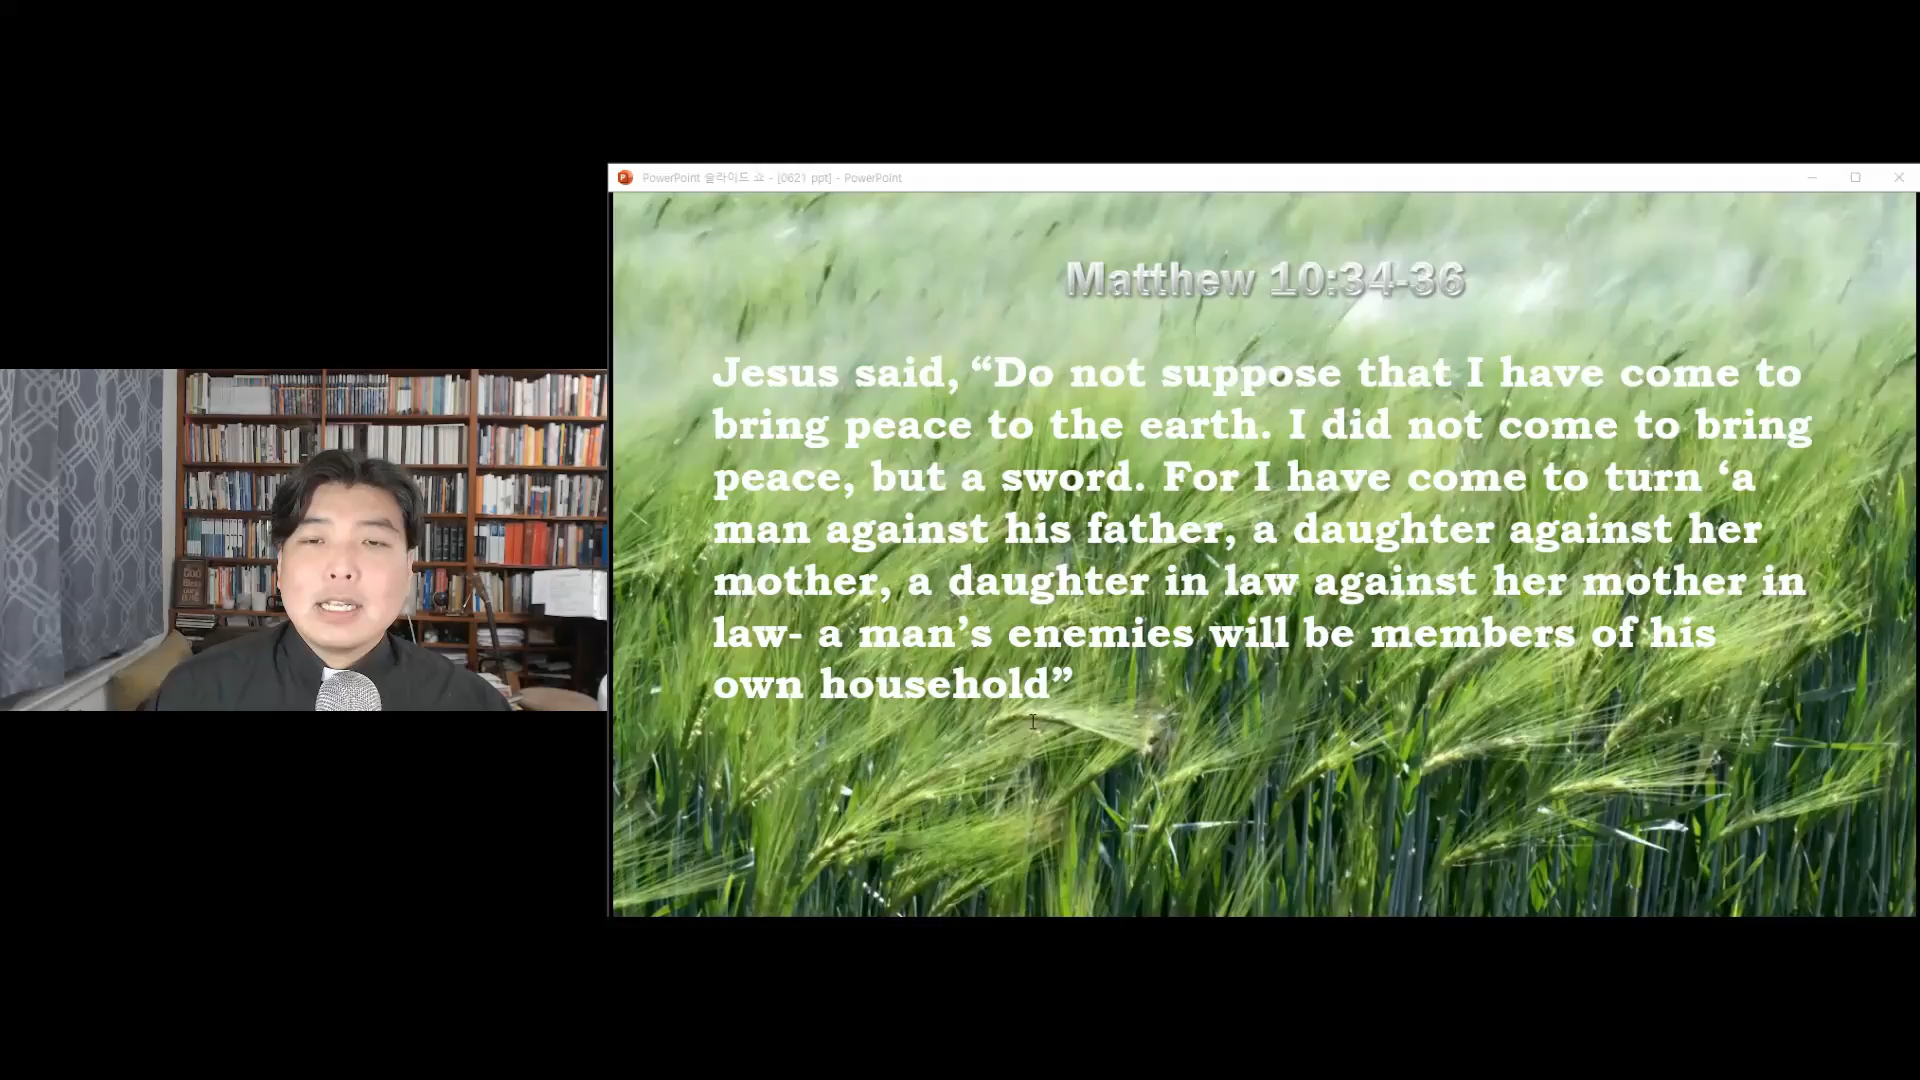 PowerPoint 슬라이드 쇼 - [0621 ppt] - PowerPoint
Matthew 10:34-36
Jesus said, “Do not suppose that I have come to
bring peace to the earth. I did not come to bring
peace, but a sword. For I have come to turn ‘a
man against his father, a daughter against her
mother, a daughter in law against her mother in
law- a man’s enemies will be members of his
own household”
GOD
Bless